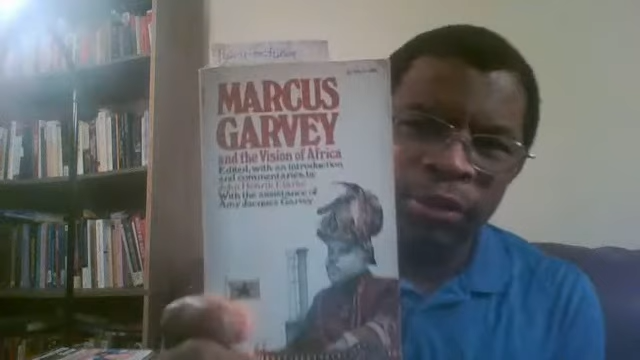 MARCUS
GARVEY
and the Vision of Africa
Edited, with an introduction
and commentaries, by
John Henrik Clarke
With the assistance of
Amy Jacques Garvey